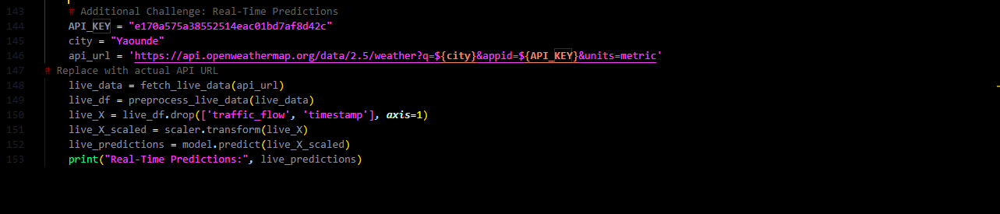 143 # Additional Challenge: Real-Time Predictions
144 API_KEY = "e170a575a38552514eac01bd7af8d42c"
145 city = "Yaounde"
146 api_url = 'https://api.openweathermap.org/data/2.5/weather?q=${city}&appid=${API_KEY}&units=metric'
147 # Replace with actual API URL
148 live_data = fetch_live_data(api_url)
149 live_df = preprocess_live_data(live_data)
150 live_X = live_df.drop(['traffic_flow', 'timestamp'], axis=1)
151 live_X_scaled = scaler.transform(live_X)
152 live_predictions = model.predict(live_X_scaled)
153 print("Real-Time Predictions:", live_predictions)